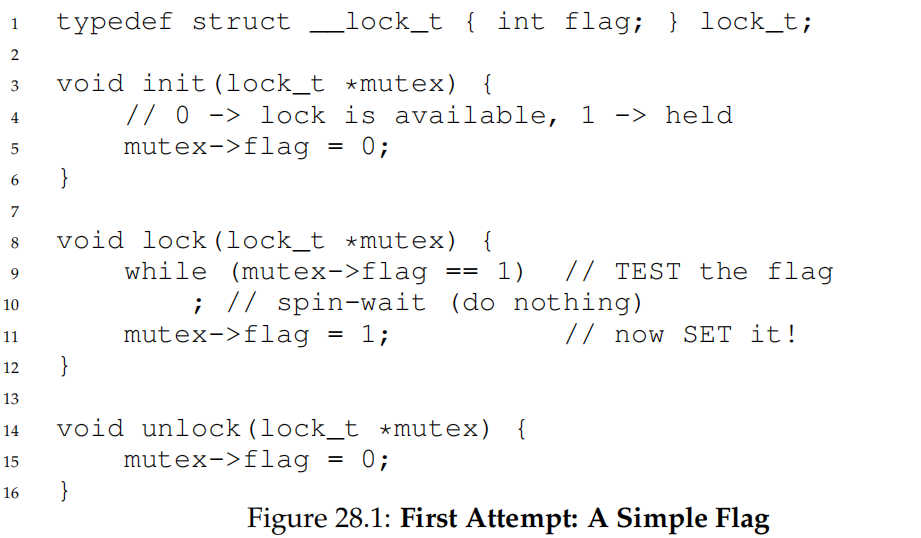 1 typedef struct __lock_t { int flag; } lock_t;
2
3 void init(lock_t *mutex) {
4 // 0 -> lock is available, 1 -> held
5 mutex->flag = 0;
6 }
7
8 void lock(lock_t *mutex) {
9 while (mutex->flag == 1) // TEST the flag
10 ; // spin-wait (do nothing)
11 mutex->flag = 1; // now SET it!
12 }
13
14 void unlock(lock_t *mutex) {
15 mutex->flag = 0;
16 }
Figure 28.1: First Attempt: A Simple Flag